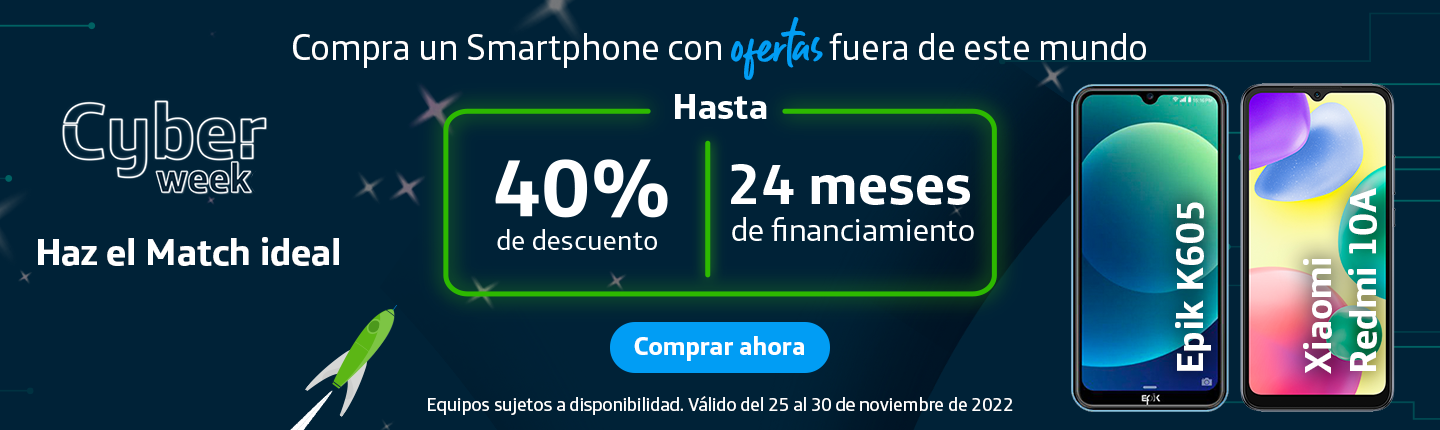 Compra un Smartphone con ofertas fuera de este mundo
Cyber
week
Haz el Match ideal
Hasta
40%
de descuento
24 meses
de financiamiento
Comprar ahora
Equipos sujetos a disponibilidad. Válido del 25 al 30 de noviembre de 2022
Epik K605
EPIK
Xiaomi
Redmi 10A